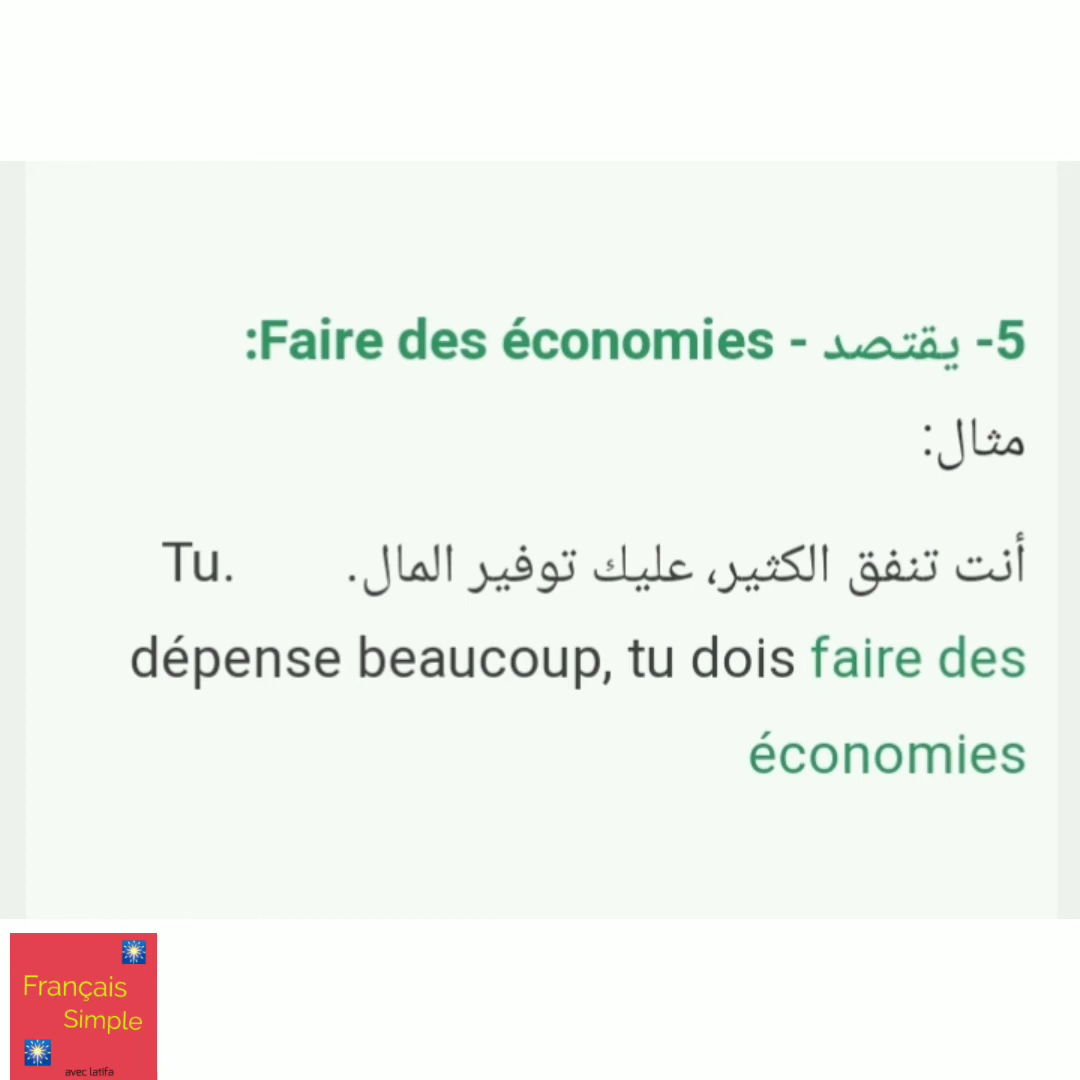 5- يقتصد - Faire des économies:
مثال:
أنت تنفق الكثير، عليك توفير المال. Tu.
dépense beaucoup, tu dois faire des
économies
Français
Simple
avec latifa